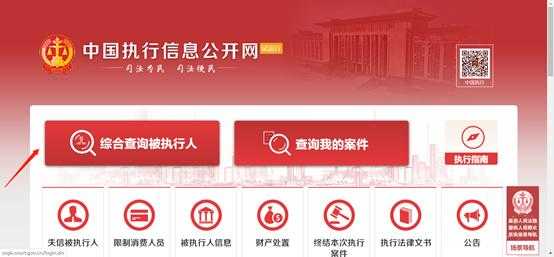 中国执行信息公开网
司法为民 司法便民
中国执行
综合查询被执行人
查询我的案件
执行指南
失信被执行人
限制消费人员
被执行人信息
财产处置
终结本次执行
案件
执行法律文书
公告